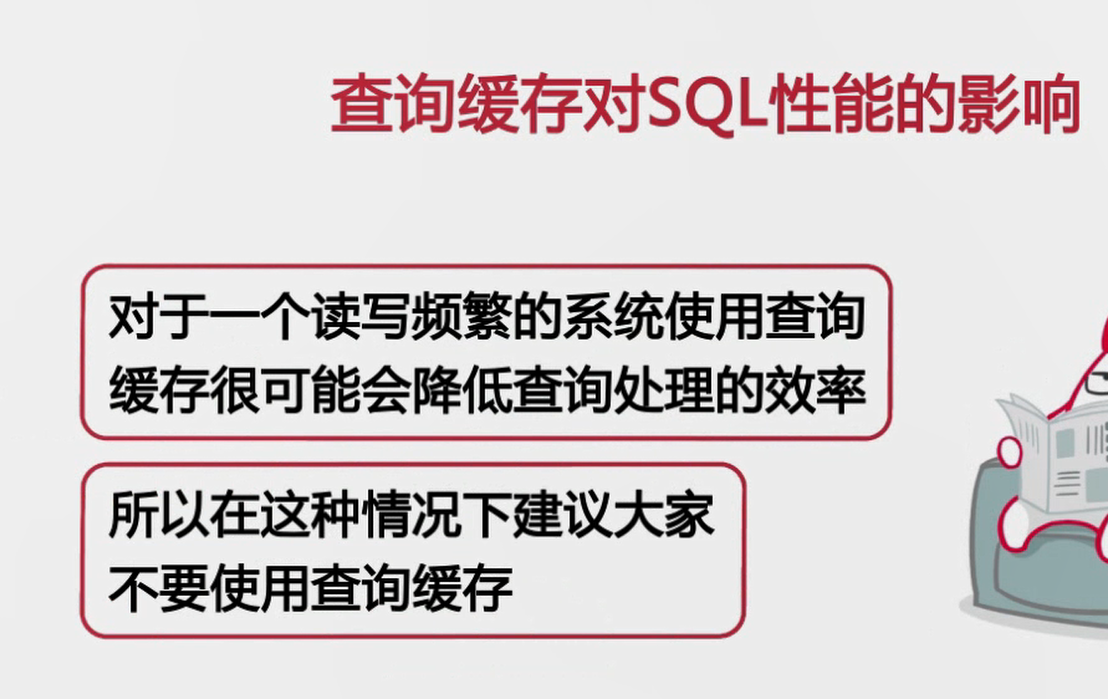 查询缓存对SQL性能的影响
对于一个读写频繁的系统使用查询
缓存很可能会降低查询处理的效率
所以在这种情况下建议大家
不要使用查询缓存